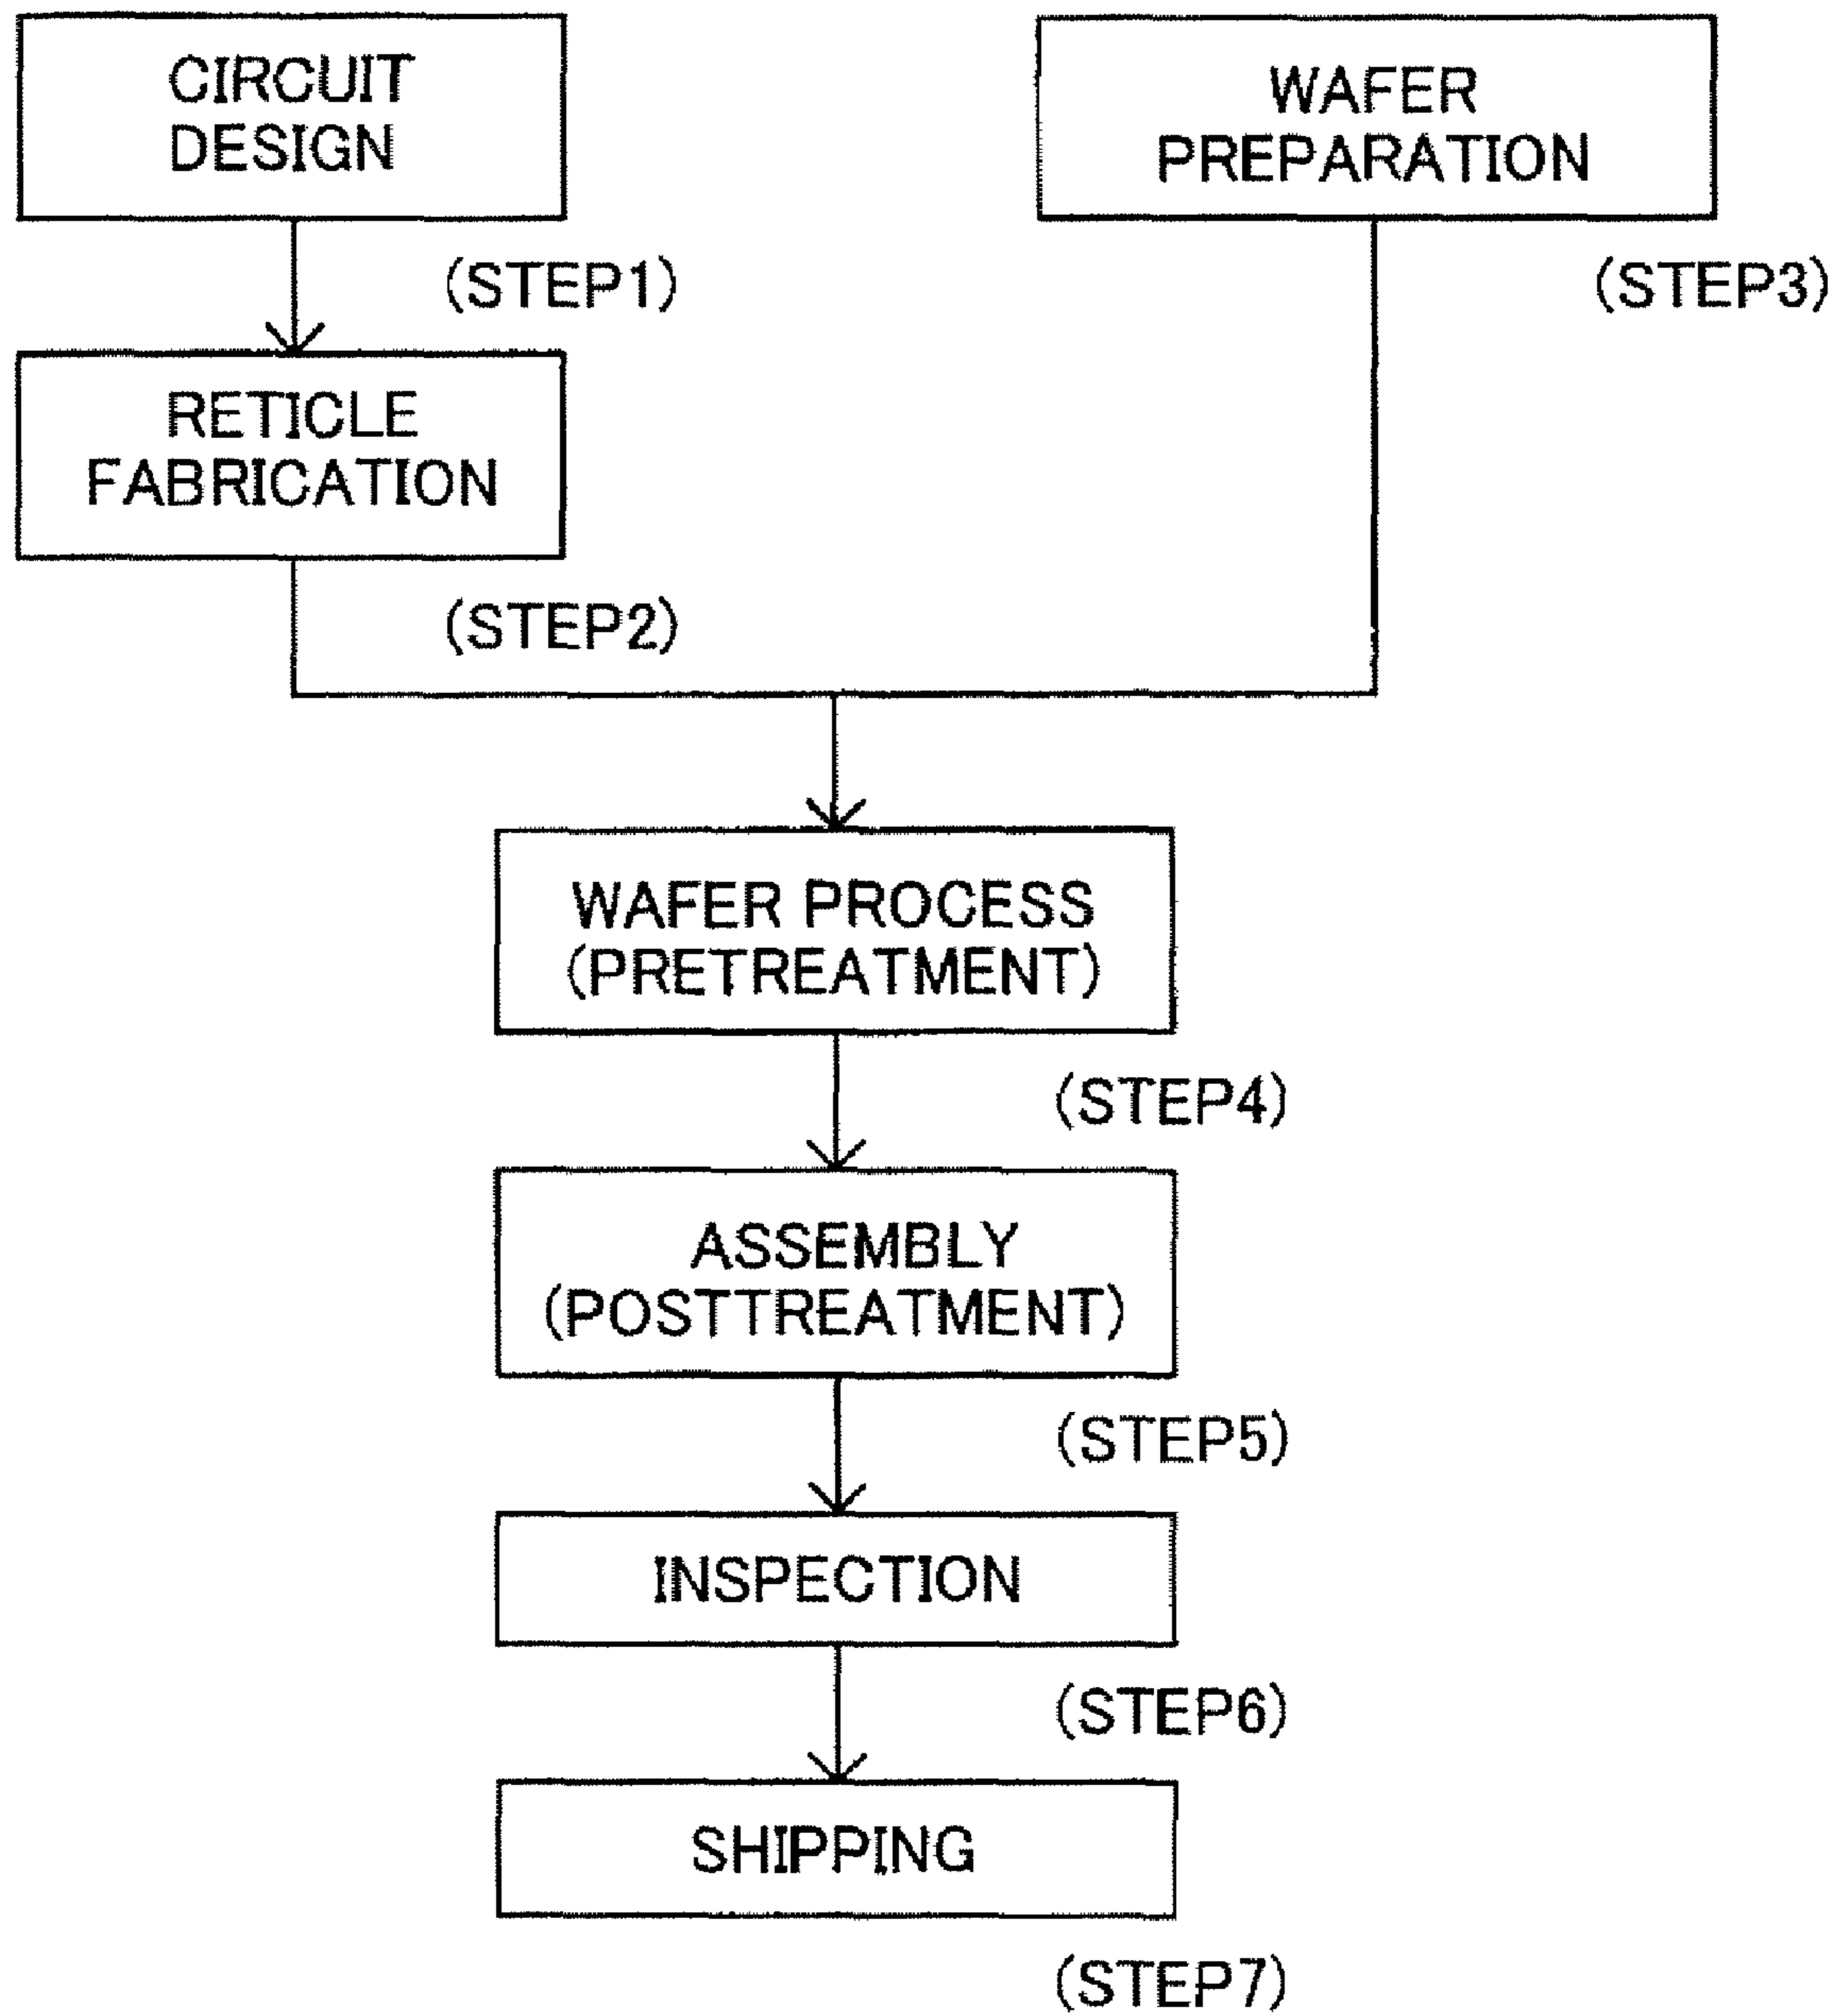 CIRCUIT
DESIGN
(STEP1)
RETICLE
FABRICATION
(STEP2)
WAFER
PREPARATION
(STEP3)
WAFER PROCESS
(PRETREATMENT)
(STEP4)
ASSEMBLY
(POSTTREATMENT)
(STEP5)
INSPECTION
(STEP6)
SHIPPING
(STEP7)